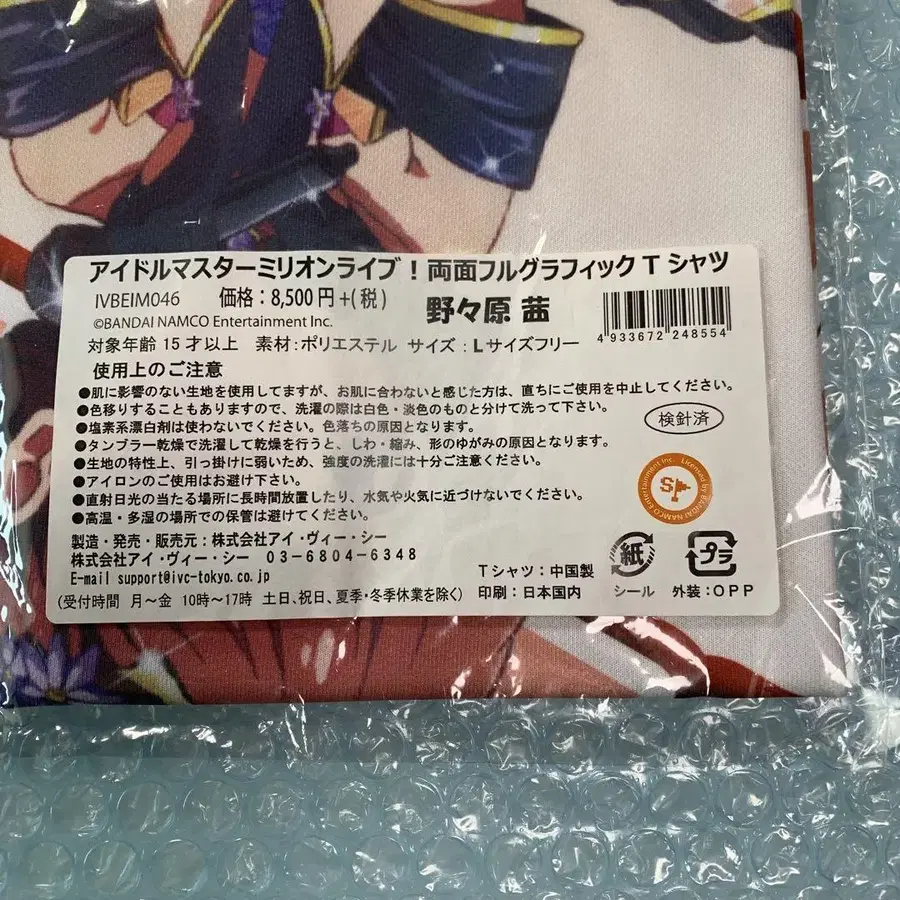 アイドルマスターミリオンライブ！両面フルグラフィックTシャツ
IVBEIM046 価格：8,500円+(税) 野々原 茜
©BANDAI NAMCO Entertainment Inc.
4 933672 248554
対象年齢 15才以上 素材：ポリエステル サイズ：Lサイズフリー
使用上のご注意
●肌に影響のない生地を使用してますが、お肌に合わないと感じた方は、直ちにご使用を中止してください。
●色移りすることもありますので、洗濯の際は白色・淡色のものと分けて洗って下さい。
●塩素系漂白剤は使わないでください。色落ちの原因となります。
●タンブラー乾燥で洗濯して乾燥を行うと、しわ・縮み、形のゆがみの原因となります。
●生地の特性上、引っ掛けに弱いため、強度の洗濯には十分ご注意ください。
●アイロンのご使用はお避け下さい。
●直射日光の当たる場所に長時間放置したり、水気や火気に近づけないでください。
●高温・多湿の場所での保管は避けてください。
検針済
Licensed by BANDAI NAMCO Entertainment Inc.
製造・発売・販売元：株式会社アイ・ヴィー・シー
株式会社アイ・ヴィー・シー 03-6804-6348
E-mail support@ivc-tokyo.co.jp
(受付時間 月～金 10時～17時 土日、祝日、夏季・冬季休業を除く)
Tシャツ：中国製
印刷：日本国内
紙
シール
プラ
外装：OPP